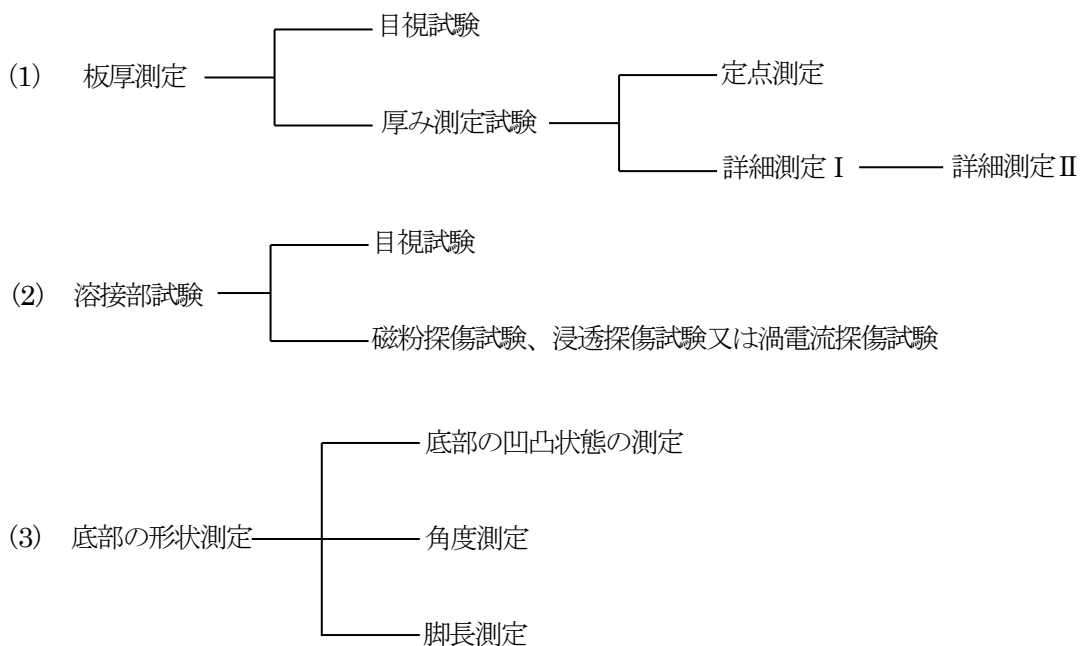 目視試験
(1) 板厚測定
定点測定
厚み測定試験
詳細測定Ⅰ 詳細測定Ⅱ
目視試験
(2) 溶接部試験
磁粉探傷試験、浸透探傷試験又は渦電流探傷試験
底部の凹凸状態の測定
(3) 底部の形状測定 角度測定
脚長測定